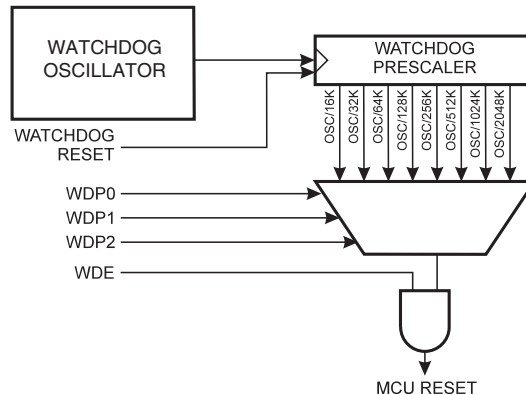 WATCHDOG
OSCILLATOR
WATCHDOG
PRESCALER
WATCHDOG
RESET
OSC/16K
OSC/32K
OSC/64K
OSC/128K
OSC/256K
OSC/512K
OSC/1024K
OSC/2048K
WDP0
WDP1
WDP2
WDE
MCU RESET